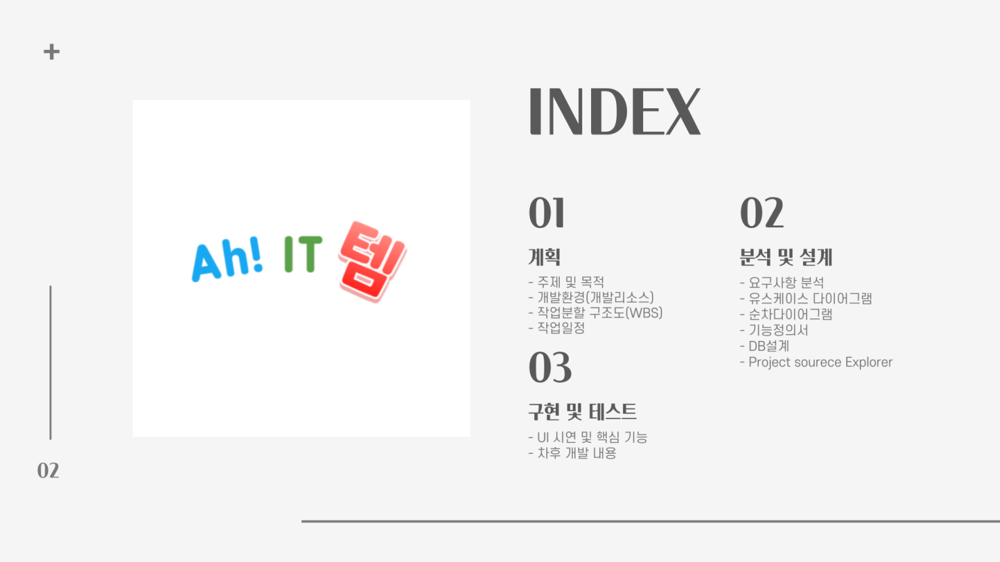 Ah! IT 템
INDEX
01
계획
- 주제 및 목적
- 개발환경(개발리소스)
- 작업분할 구조도(WBS)
- 작업일정
02
분석 및 설계
- 요구사항 분석
- 유스케이스 다이어그램
- 순차다이어그램
- 기능정의서
- DB설계
- Project sourece Explorer
03
구현 및 테스트
- UI 시연 및 핵심 기능
- 차후 개발 내용
02